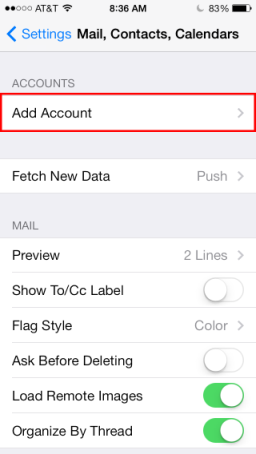 AT&T 8:36 AM 83%
Settings Mail, Contacts, Calendars
ACCOUNTS
Add Account
Fetch New Data Push
MAIL
Preview 2 Lines
Show To/Cc Label
Flag Style Color
Ask Before Deleting
Load Remote Images
Organize By Thread